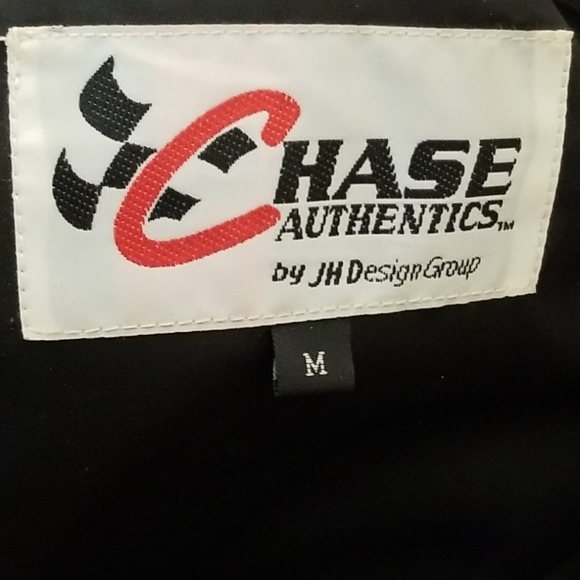 CHASE
AUTHENTICS™
by JH Design Group
M